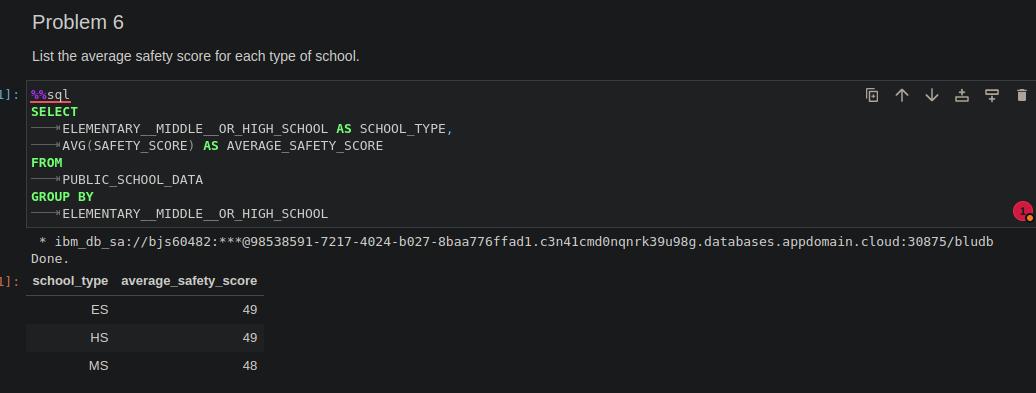 Problem 6
List the average safety score for each type of school.
1]: %%sql
SELECT
ELEMENTARY__MIDDLE__OR_HIGH_SCHOOL AS SCHOOL_TYPE,
AVG(SAFETY_SCORE) AS AVERAGE_SAFETY_SCORE
FROM
PUBLIC_SCHOOL_DATA
GROUP BY
ELEMENTARY__MIDDLE__OR_HIGH_SCHOOL
1
* ibm_db_sa://bjs60482:***@98538591-7217-4024-b027-8baa776ffad1.c3n41cmd0nqnrk39u98g.databases.appdomain.cloud:30875/bludb
Done.
1]: school_type average_safety_score
ES 49
HS 49
MS 48